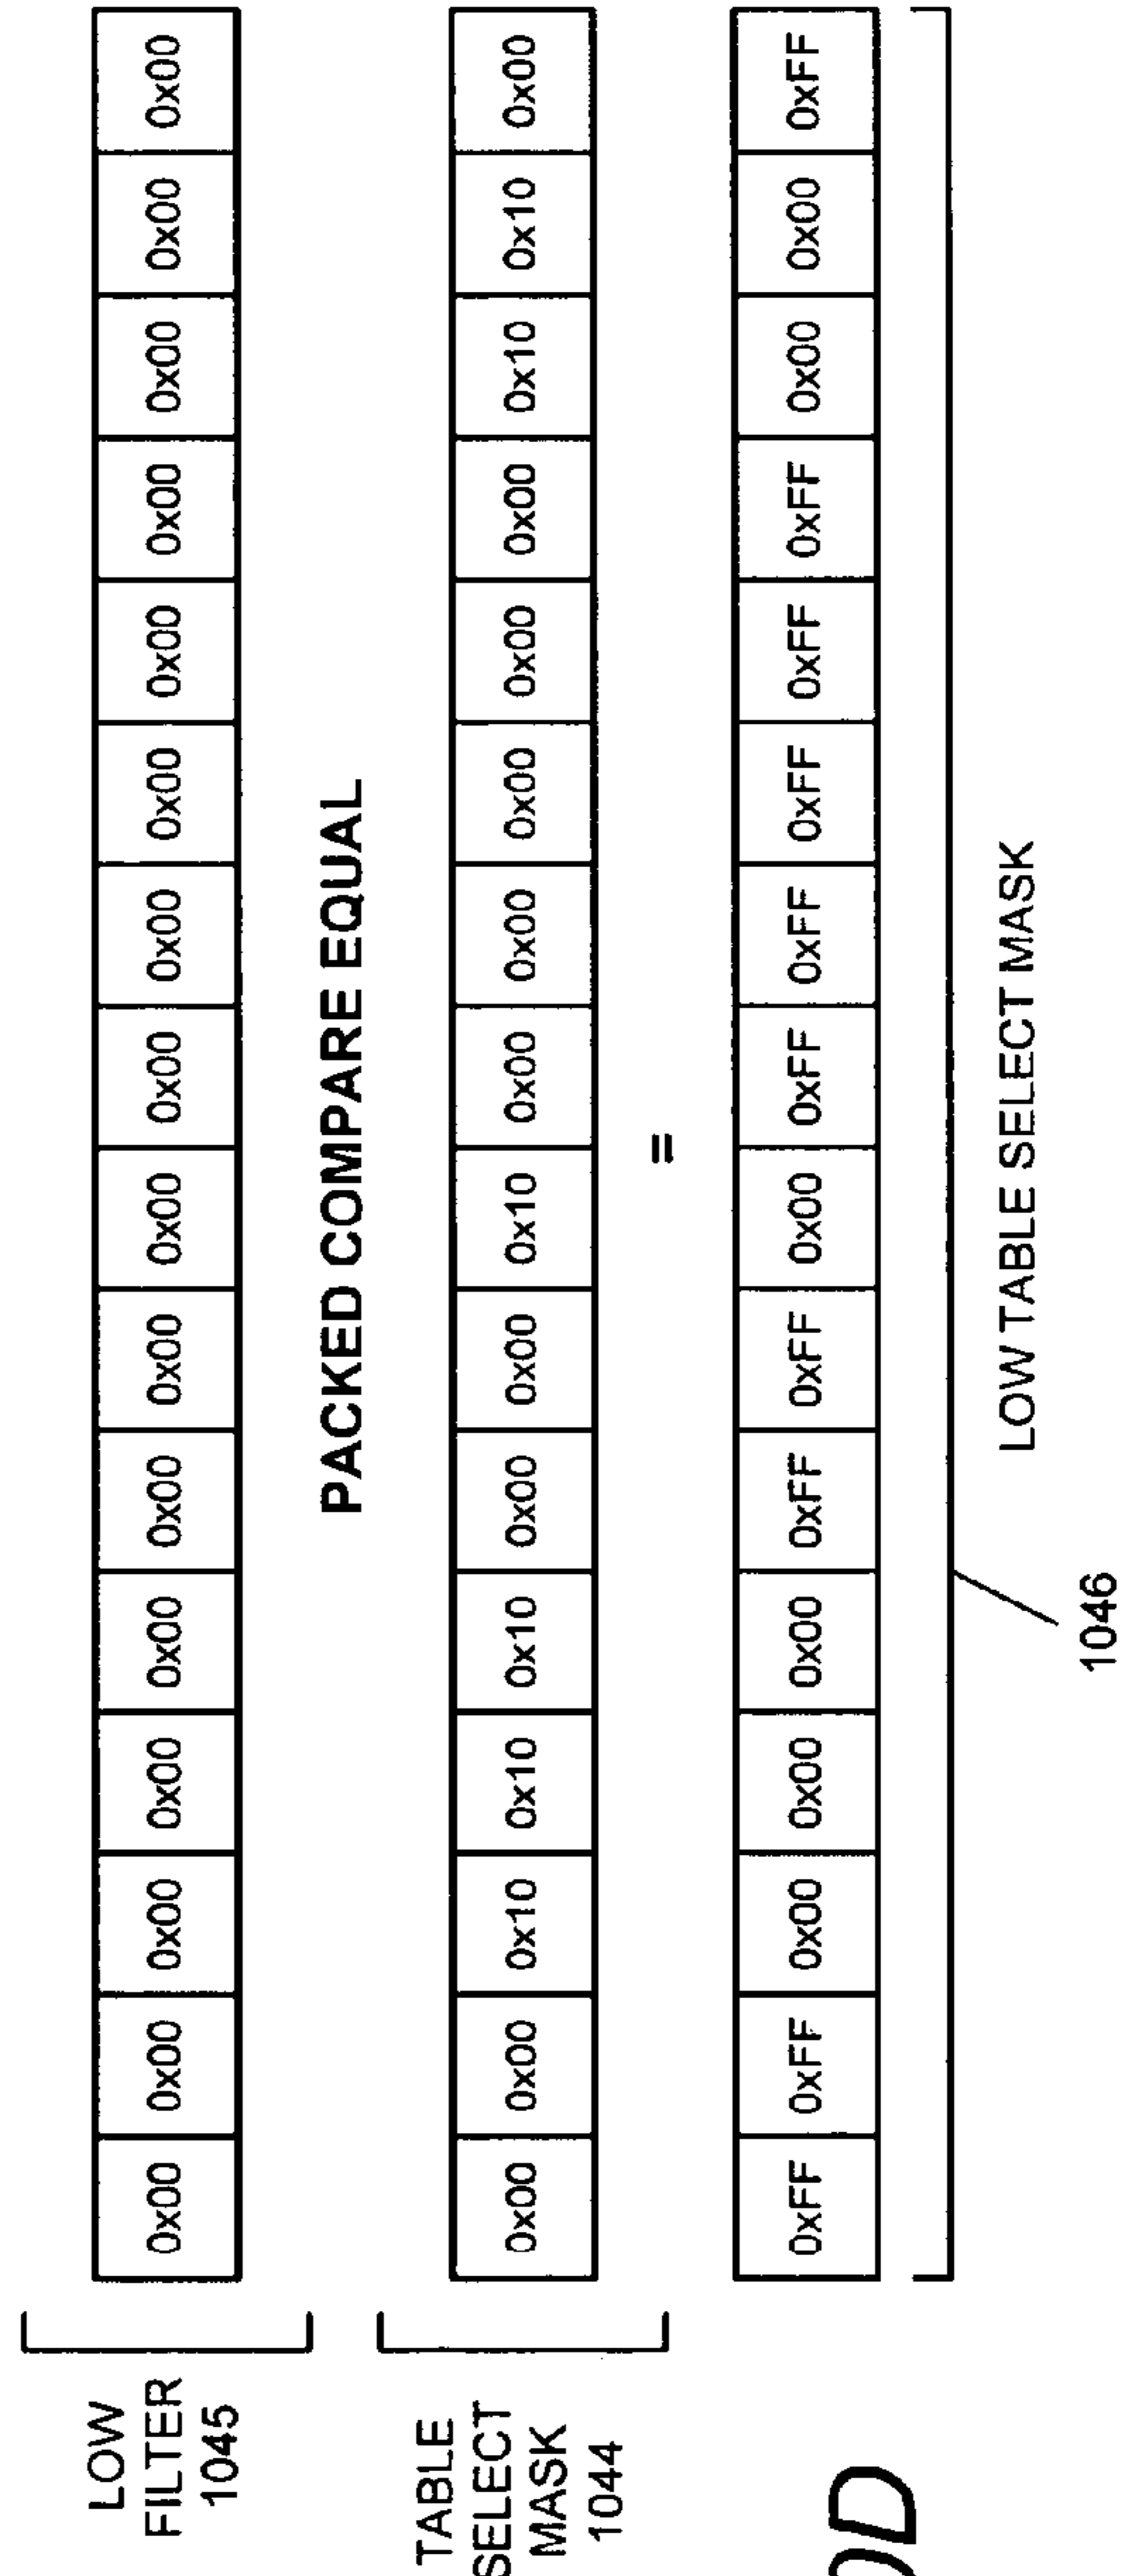 LOW
FILTER
1045
0x00 0x00 0x00 0x00 0x00 0x00 0x00 0x00 0x00 0x00 0x00 0x00 0x00 0x00 0x00 0x00
PACKED COMPARE EQUAL
TABLE
SELECT
MASK
1044
0x00 0x00 0x10 0x10 0x10 0x00 0x00 0x10 0x00 0x00 0x00 0x00 0x00 0x10 0x10 0x00
=
0xFF 0xFF 0x00 0x00 0x00 0xFF 0xFF 0x00 0xFF 0xFF 0xFF 0xFF 0xFF 0x00 0x00 0xFF
LOW TABLE SELECT MASK
1046
0D